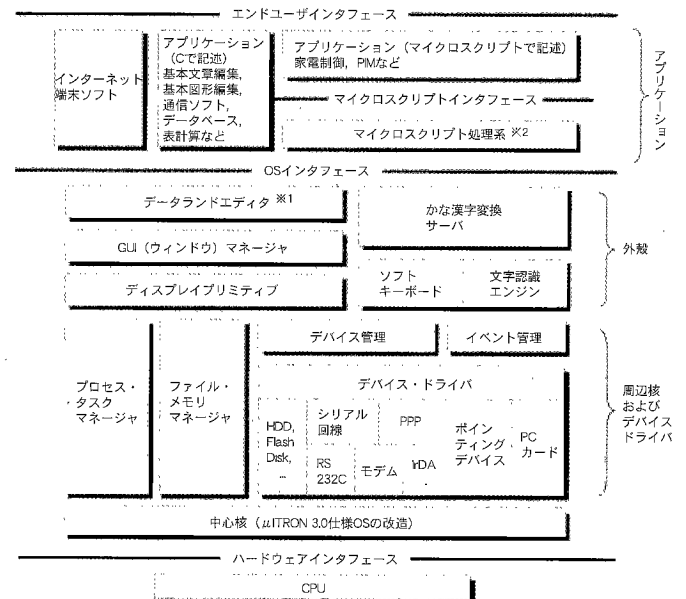 エンドユーザインタフェース
インターネット
端末ソフト
アプリケーション
（Cで記述）
基本文章編集,
基本図形編集,
通信ソフト,
データベース,
表計算など
アプリケーション（マイクロスクリプトで記述）
家電制御，PIMなど
マイクロスクリプトインタフェース
マイクロスクリプト処理系 ※2
アプリケーション
OSインタフェース
データランドエディタ ※1
GUI（ウィンドウ）マネージャ
ディスプレイプリミティブ
かな漢字変換
サーバ
ソフト
キーボード
文字認識
エンジン
外殻
プロセス・
タスク
マネージャ
ファイル・
メモリ
マネージャ
デバイス管理
イベント管理
デバイス・ドライバ
HDD,
Flash
Disk,
...
シリアル
回線
RS
232C
モデム
PPP
IrDA
ポイン
ティング
デバイス
PC
カード
周辺核
および
デバイス
ドライバ
中心核（μITRON 3.0仕様OSの改造）
ハードウェアインタフェース
CPU